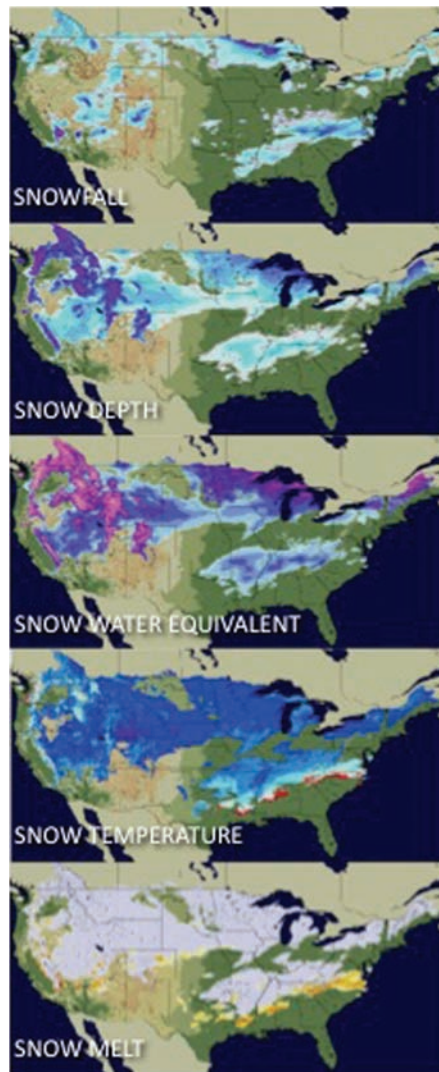 SNOWFALL
SNOW DEPTH
SNOW WATER EQUIVALENT
SNOW TEMPERATURE
SNOW MELT